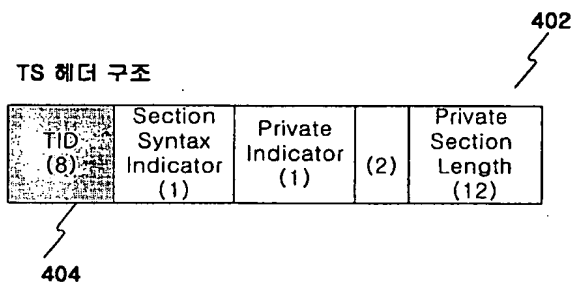 402
TS 헤더 구조
TID
(8)
Section
Syntax
Indicator
(1)
Private
Indicator
(1)
(2)
Private
Section
Length
(12)
404